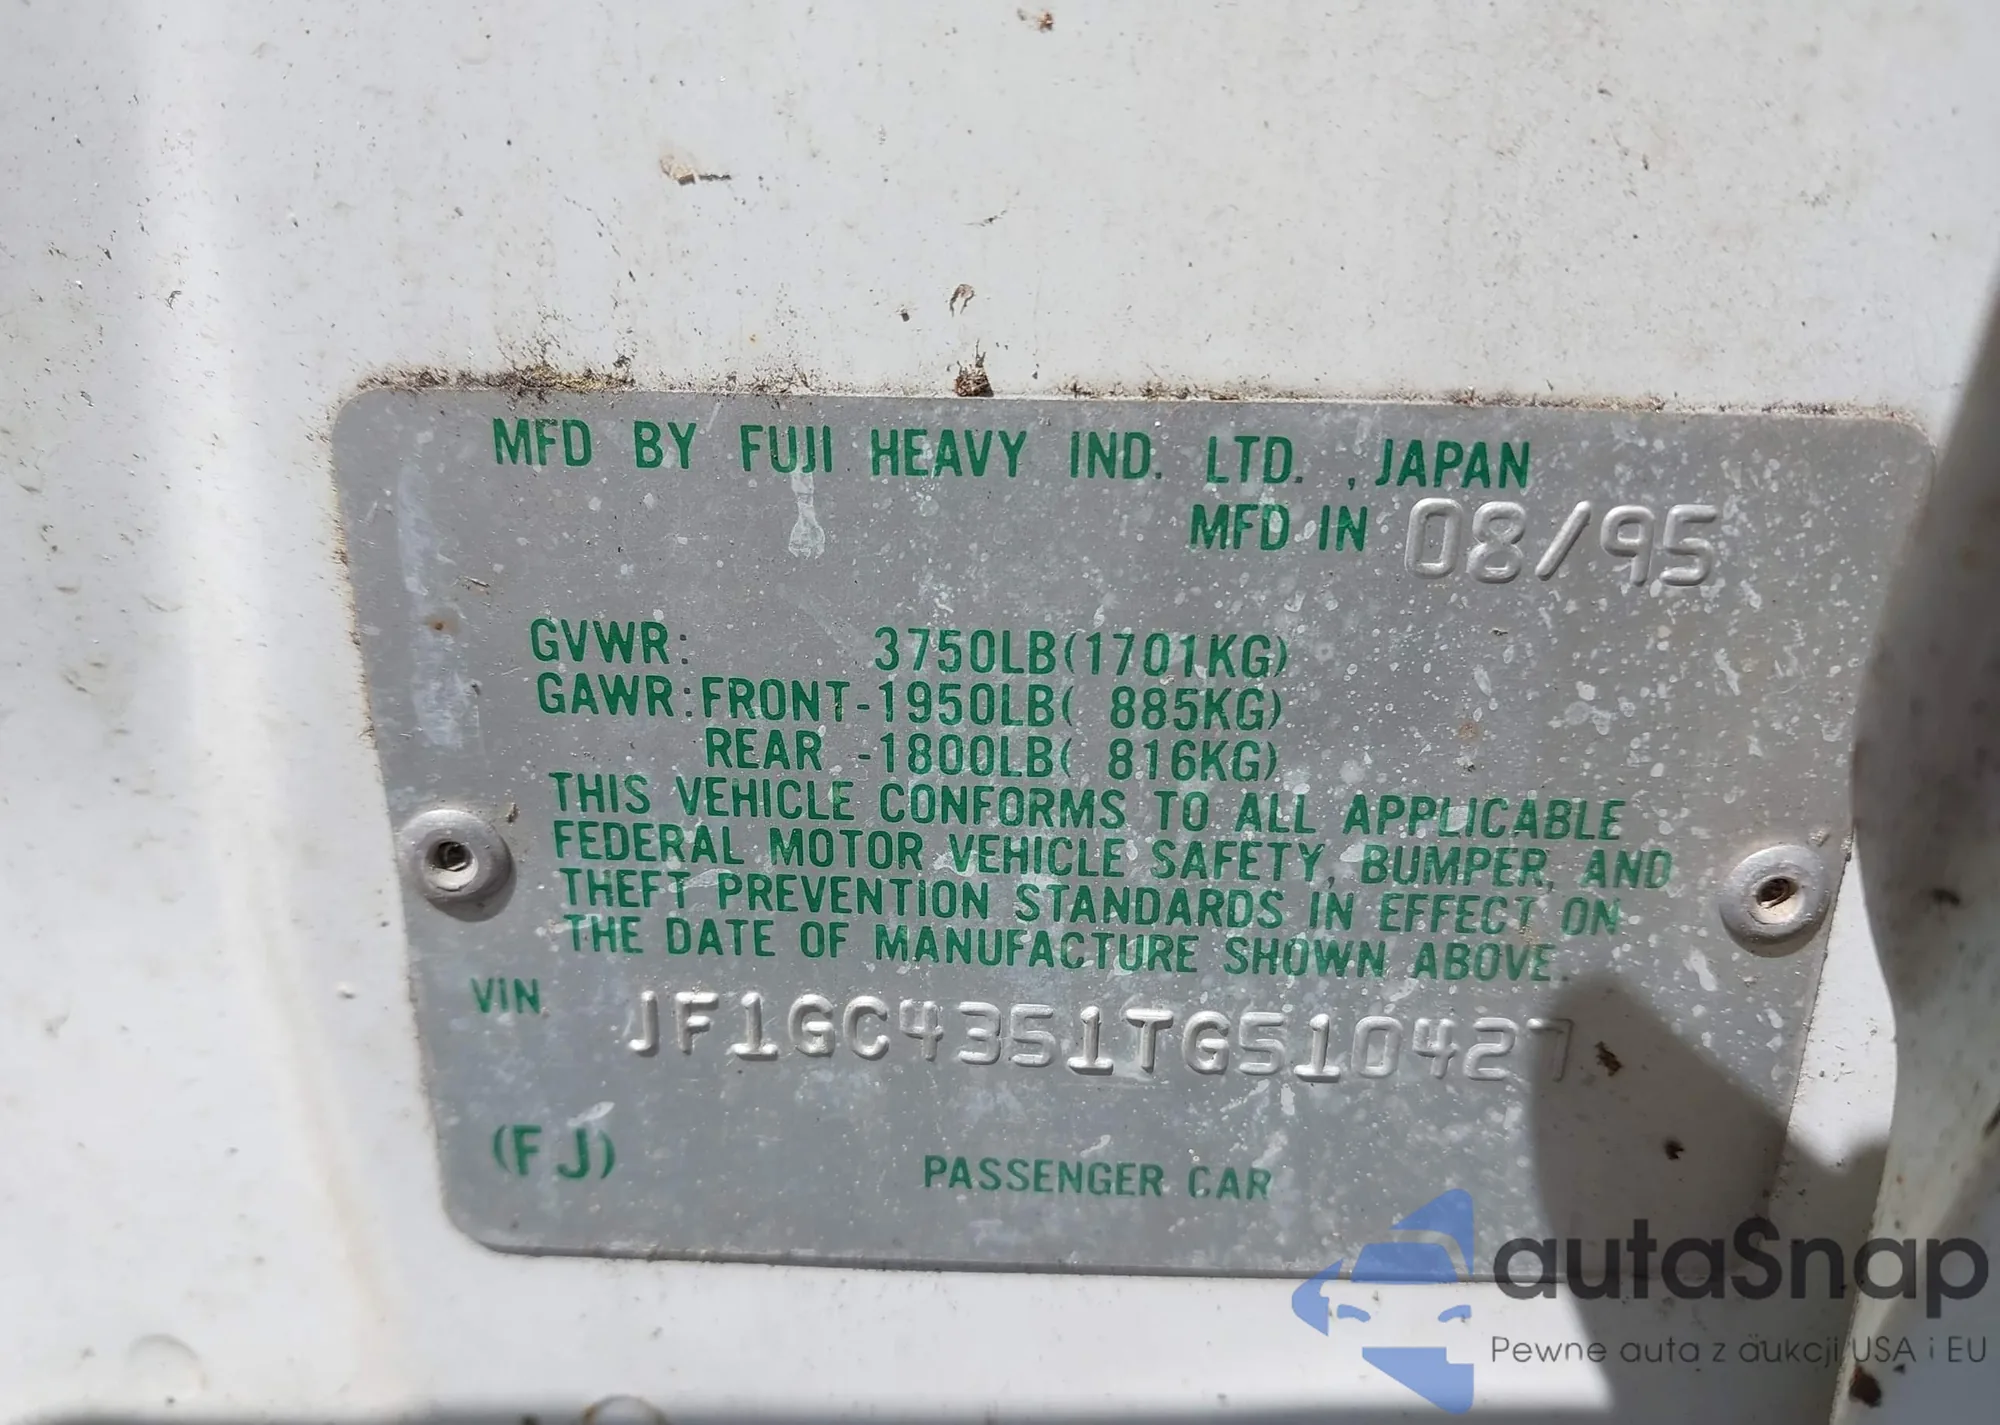 MFD BY FUJI HEAVY IND. LTD. , JAPAN
MFD IN 08/95
GVWR: 3750LB(1701KG)
GAWR:FRONT-1950LB( 885KG)
REAR -1800LB( 816KG)
THIS VEHICLE CONFORMS TO ALL APPLICABLE
FEDERAL MOTOR VEHICLE SAFETY, BUMPER, AND
THEFT PREVENTION STANDARDS IN EFFECT ON
THE DATE OF MANUFACTURE SHOWN ABOVE.
VIN JF1GC4351TG510427
(FJ)
PASSENGER CAR
autaSnap
Pewne auta z aukcji USA i EU